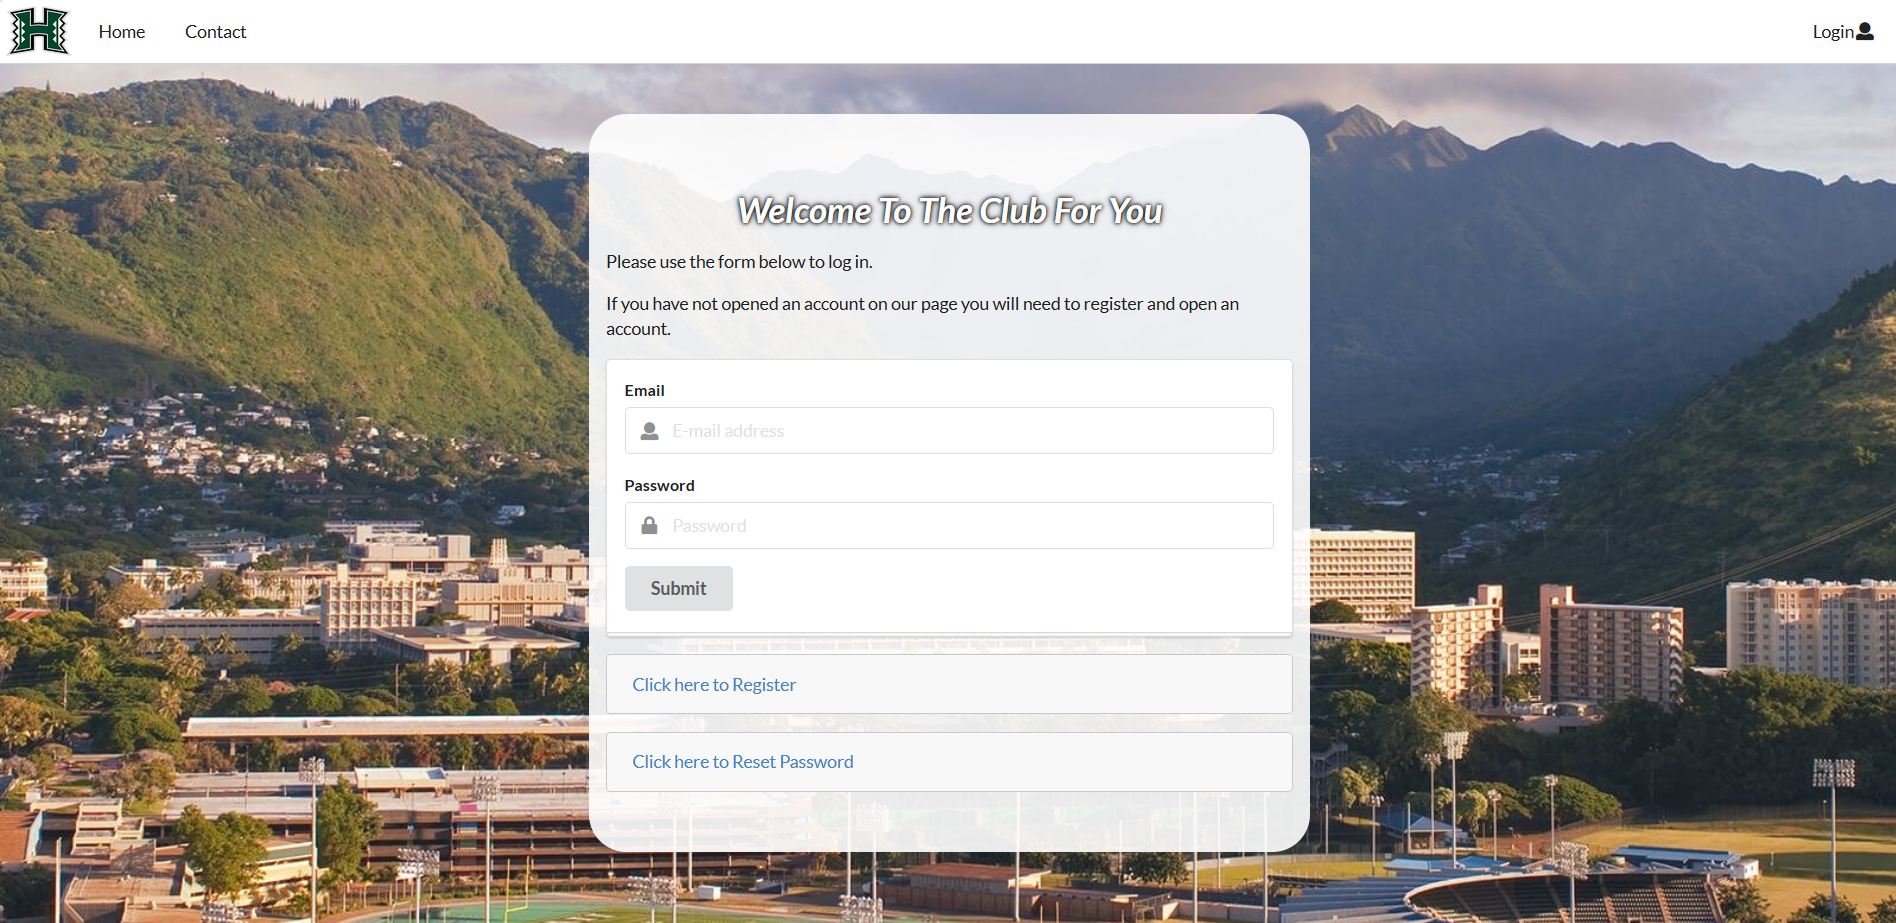 H
Home
Contact
Login
Welcome To The Club For You
Please use the form below to log in.
If you have not opened an account on our page you will need to register and open an
account.
Email
E-mail address
Password
Password
Submit
Click here to Register
Click here to Reset Password